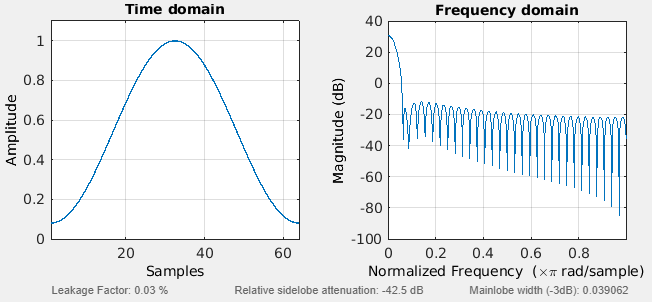 Time domain
Frequency domain
Amplitude
1
0.8
0.6
0.4
0.2
0
20
40
60
Samples
Magnitude (dB)
40
20
0
-20
-40
-60
-80
-100
0
0.2
0.4
0.6
0.8
Normalized Frequency (×π rad/sample)
Leakage Factor: 0.03 %
Relative sidelobe attenuation: -42.5 dB
Mainlobe width (-3dB): 0.039062